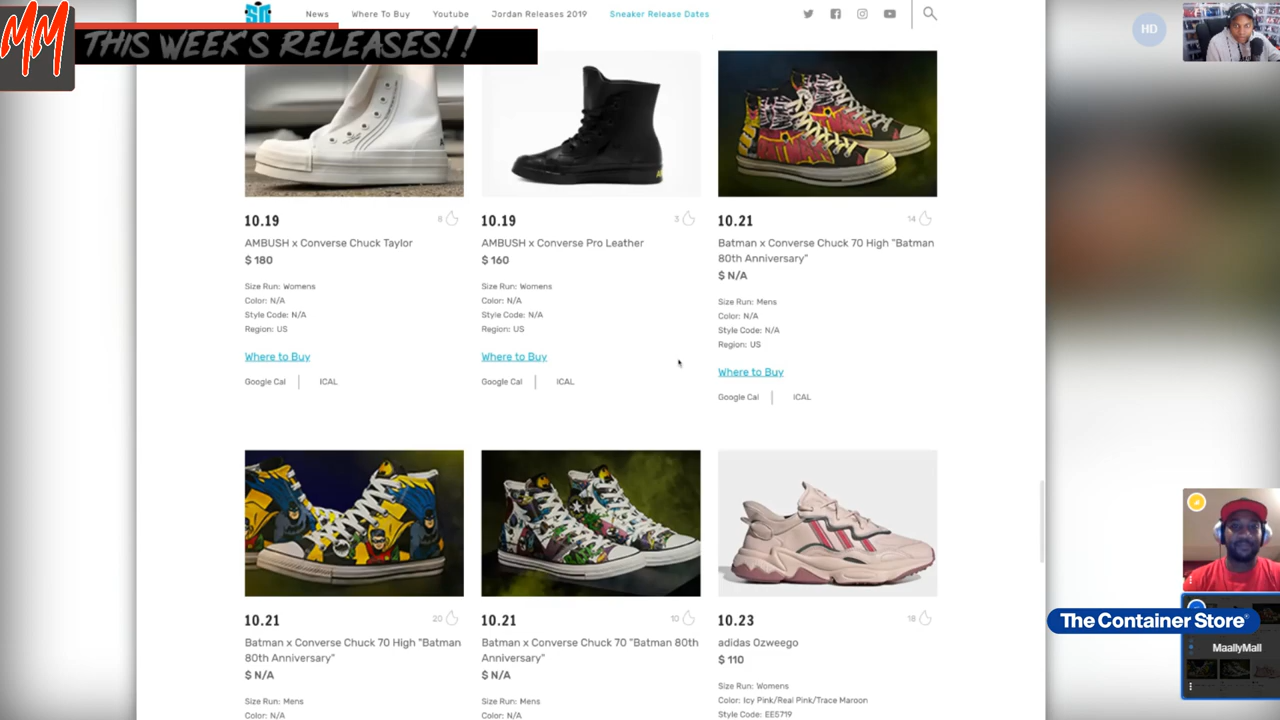 MM
THIS WEEK'S RELEASES!!
News Where To Buy Youtube Jordan Releases 2019 Sneaker Release Dates
HD
10.19
8
AMBUSH x Converse Chuck Taylor
$ 180
Size Run: Womens
Color: N/A
Style Code: N/A
Region: US
Where to Buy
Google Cal | ICAL
10.19
3
AMBUSH x Converse Pro Leather
$ 160
Size Run: Womens
Color: N/A
Style Code: N/A
Region: US
Where to Buy
Google Cal | ICAL
10.21
14
Batman x Converse Chuck 70 High "Batman
80th Anniversary"
$ N/A
Size Run: Mens
Color: N/A
Style Code: N/A
Region: US
Where to Buy
Google Cal | ICAL
10.21
20
Batman x Converse Chuck 70 High "Batman
80th Anniversary"
$ N/A
Size Run: Mens
Color: N/A
10.21
10
Batman x Converse Chuck 70 "Batman 80th
Anniversary"
$ N/A
Size Run: Mens
Color: N/A
10.23
18
adidas Ozweego
$ 110
Size Run: Womens
Color: Icy Pink/Real Pink/Trace Maroon
Style Code: EE5719
The Container Store
MaallyMall